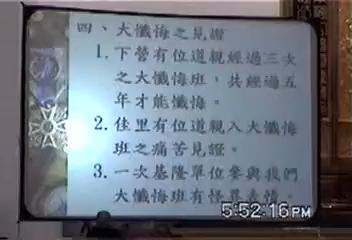 四、大懺悔之見證
1. 下營有位道親經過三次
之大懺悔班，共經過五
年才能懺悔。
2. 佳里有位道親入大懺悔
班之痛苦見證。
3. 一次基隆單位參與我們
大懺悔班有怪異表情。
5:52:16PM